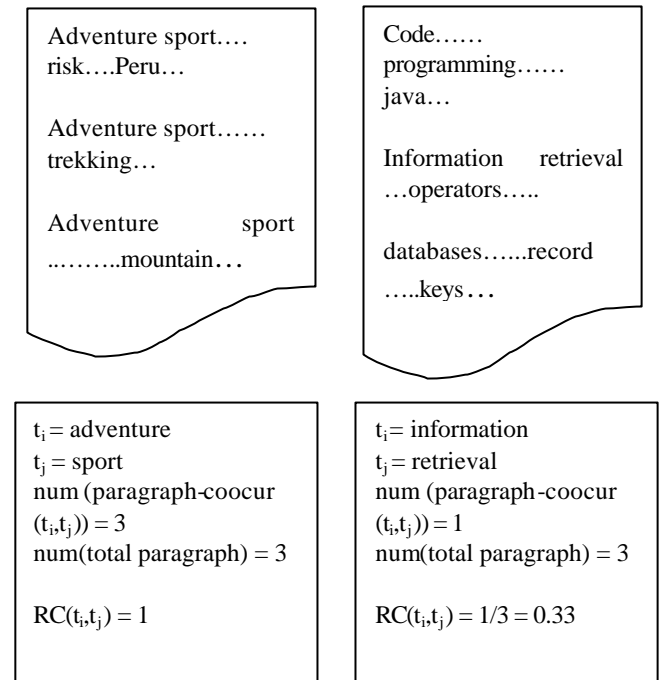 Adventure sport….
risk….Peru…
Adventure sport……
trekking…
Adventure sport
...…….mountain…
Code……
programming……
java…
Information retrieval
…operators…..
databases…...record
…..keys…
tᵢ = adventure
tⱼ = sport
num (paragraph-coocur
(tᵢ,tⱼ)) = 3
num(total paragraph) = 3
RC(tᵢ,tⱼ) = 1
tᵢ= information
tⱼ= retrieval
num (paragraph-coocur
(tᵢ,tⱼ)) = 1
num(total paragraph) = 3
RC(tᵢ,tⱼ) = 1/3 = 0.33